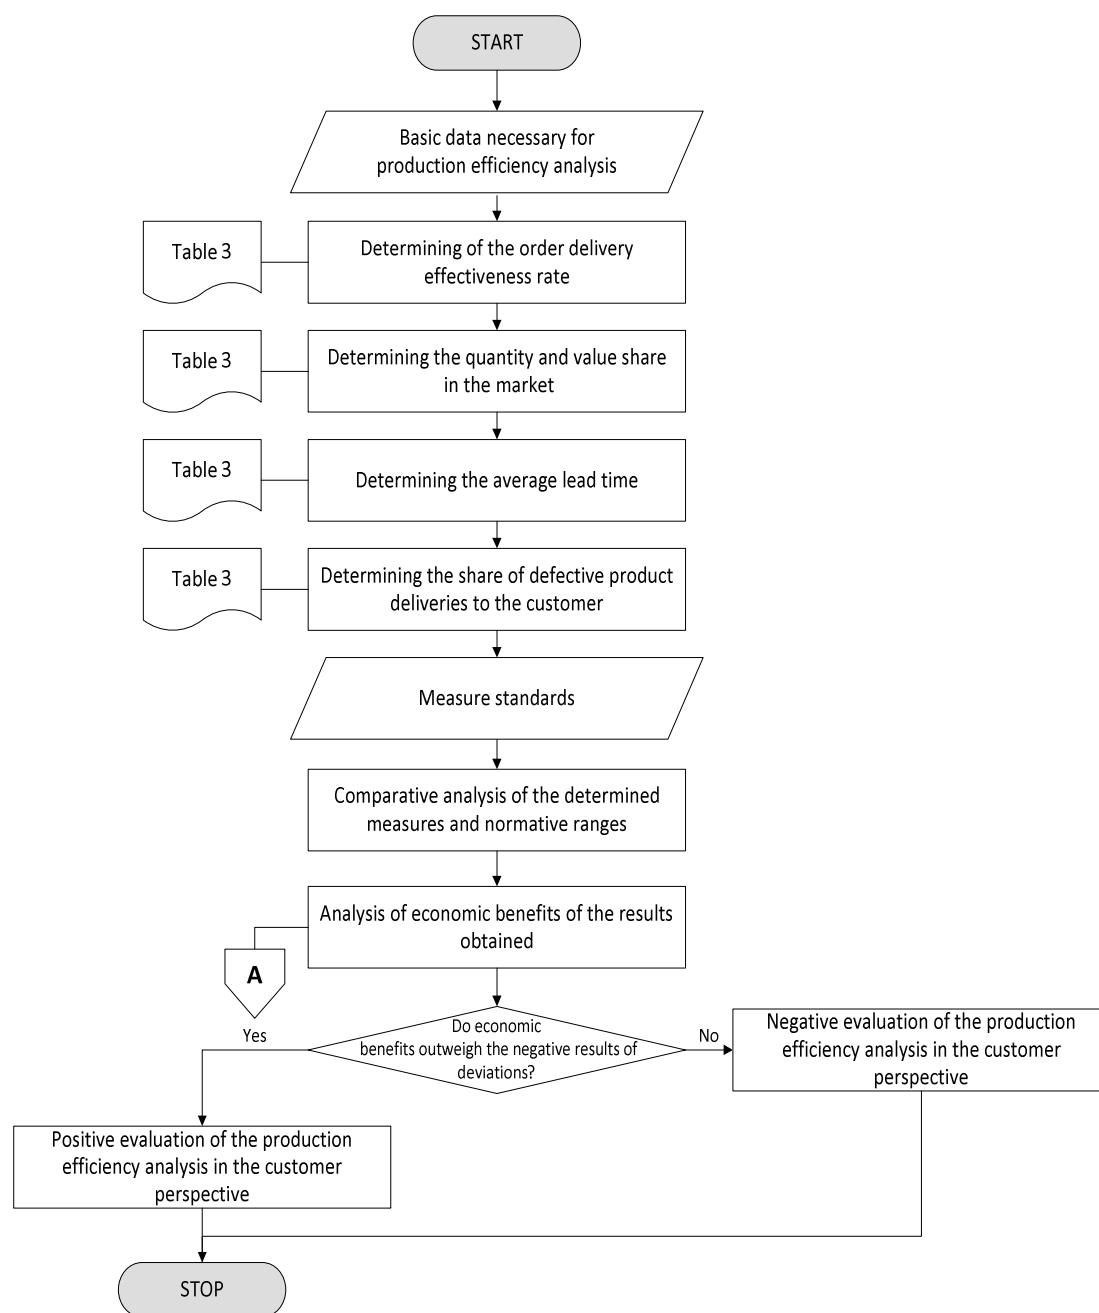 START
Basic data necessary for
production efficiency analysis
Table 3
Determining of the order delivery
effectiveness rate
Table 3
Determining the quantity and value share
in the market
Table 3
Determining the average lead time
Table 3
Determining the share of defective product
deliveries to the customer
Measure standards
Comparative analysis of the determined
measures and normative ranges
Analysis of economic benefits of the results
obtained
A
Do economic
benefits outweigh the negative results of
deviations?
Yes
No
Negative evaluation of the production
efficiency analysis in the customer
perspective
Positive evaluation of the production
efficiency analysis in the customer
perspective
STOP